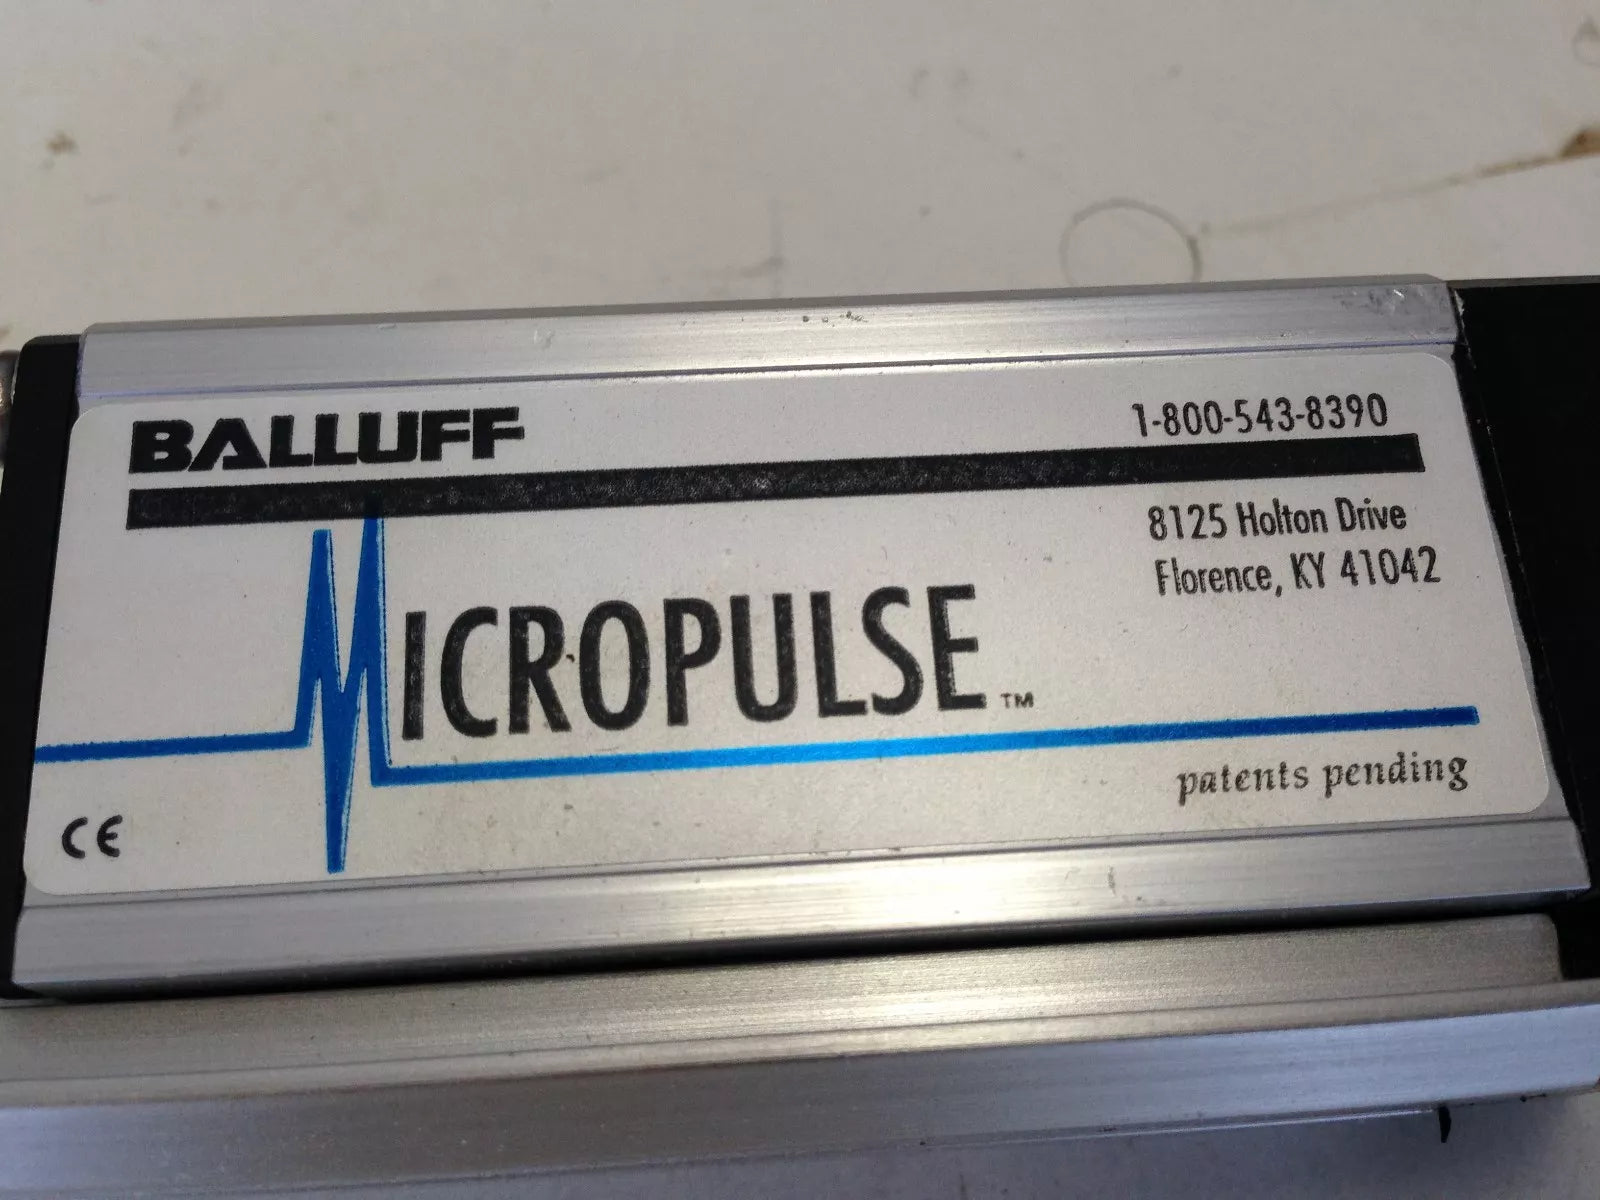 BALLUFF
1-800-543-8390
8125 Holton Drive
Florence, KY 41042
MICROPULSE™
patents pending
CE